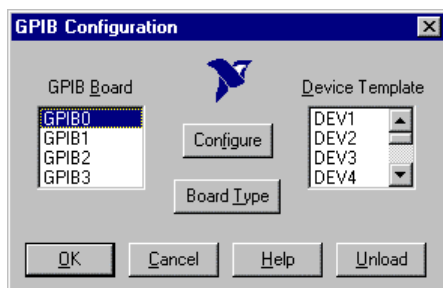 GPIB Configuration
GPIB Board
GPIB0
GPIB1
GPIB2
GPIB3
Configure
Board Type
Device Template
DEV1
DEV2
DEV3
DEV4
OK
Cancel
Help
Unload